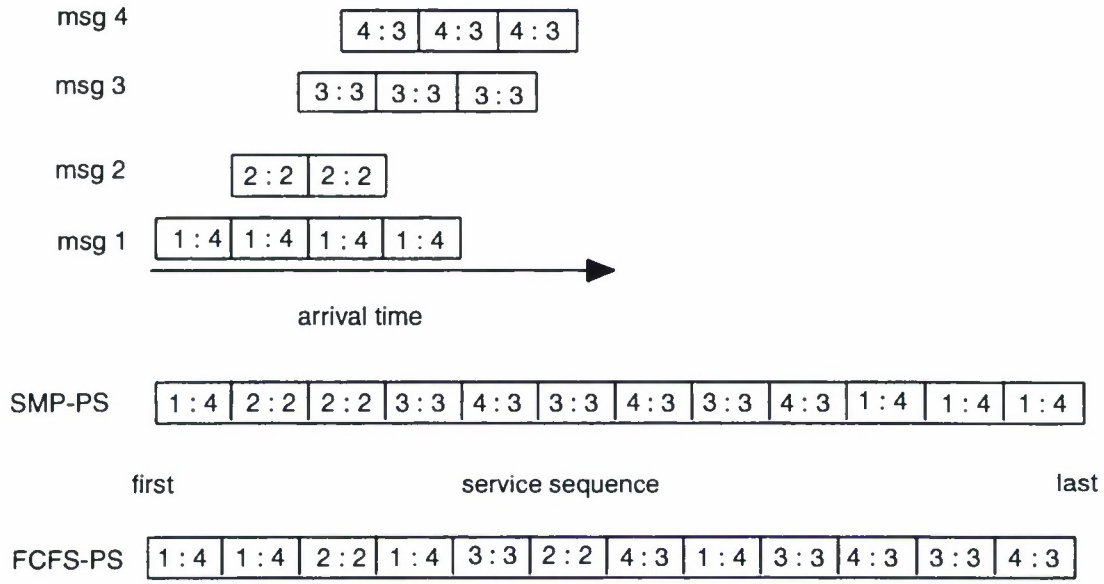 msg 4 4 : 3 4 : 3 4 : 3
msg 3 3 : 3 3 : 3 3 : 3
msg 2 2 : 2 2 : 2
msg 1 1 : 4 1 : 4 1 : 4 1 : 4
arrival time
SMP-PS 1 : 4 2 : 2 2 : 2 3 : 3 4 : 3 3 : 3 4 : 3 3 : 3 4 : 3 1 : 4 1 : 4 1 : 4
first service sequence last
FCFS-PS 1 : 4 1 : 4 2 : 2 1 : 4 3 : 3 2 : 2 4 : 3 1 : 4 3 : 3 4 : 3 3 : 3 4 : 3